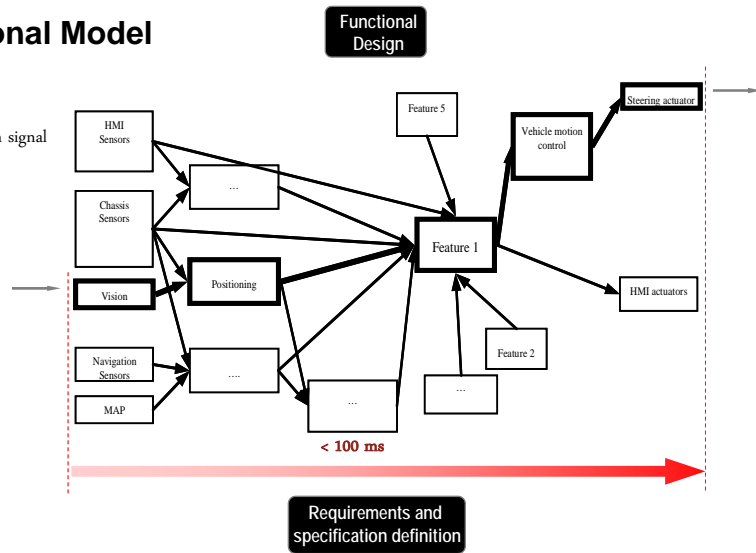 onal Model
Functional
Design
signal
HMI
Sensors
...
Feature 5
Vehicle motion
control
Steering actuator
Chassis
Sensors
Feature 1
Vision
Positioning
HMI actuators
Navigation
Sensors
....
Feature 2
MAP
...
...
< 100 ms
Requirements and
specification definition